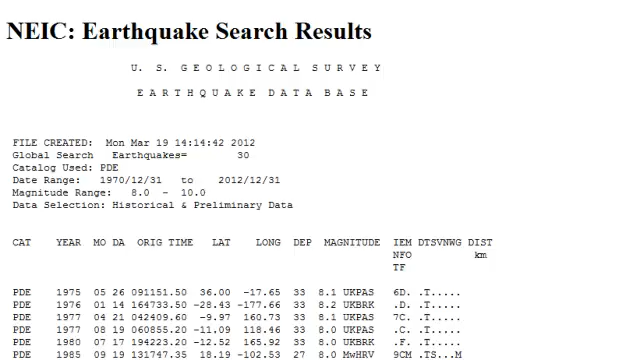 NEIC: Earthquake Search Results
U. S. G E O L O G I C A L S U R V E Y
E A R T H Q U A K E D A T A B A S E
FILE CREATED: Mon Mar 19 14:14:42 2012
Global Search Earthquakes= 30
Catalog Used: PDE
Date Range: 1970/12/31 to 2012/12/31
Magnitude Range: 8.0 - 10.0
Data Selection: Historical & Preliminary Data
CAT YEAR MO DA ORIG TIME LAT LONG DEP MAGNITUDE IEM DTSVNWG DIST
NFO km
TF
PDE 1975 05 26 091151.50 36.00 -17.65 33 8.1 UKPAS 6D. .T.....
PDE 1976 01 14 164733.50 -28.43 -177.66 33 8.2 UKBRK .D. .T.....
PDE 1977 04 21 042409.60 -9.97 160.73 33 8.1 UKPAS 7C. .T.....
PDE 1977 08 19 060855.20 -11.09 118.46 33 8.0 UKPAS .C. .T.....
PDE 1980 07 17 194223.20 -12.52 165.92 33 8.0 UKBRK .F. .T.....
PDE 1985 09 19 131747.35 18.19 -102.53 27 8.0 MwHRV 9CM .TS...M